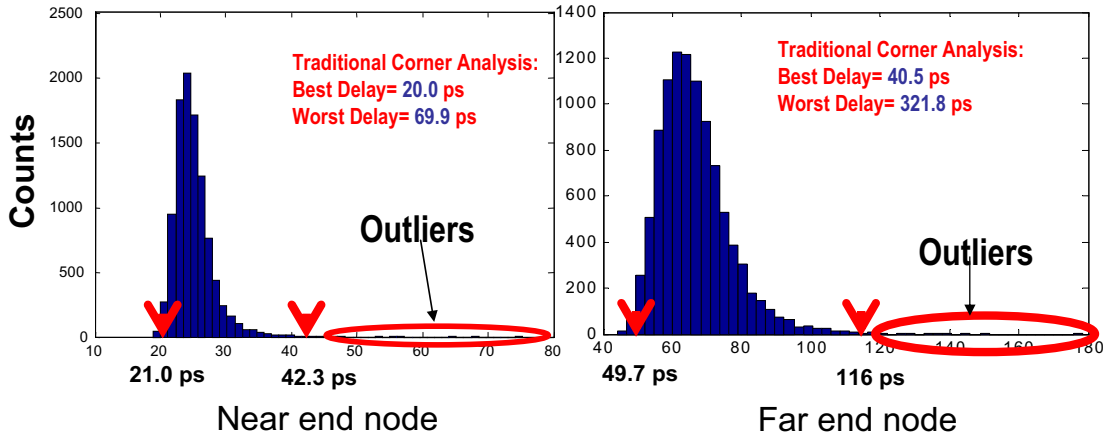 Counts
2500
2000
1500
1000
500
0
Traditional Corner Analysis:
Best Delay= 20.0 ps
Worst Delay= 69.9 ps
Outliers
10 20 30 40 50 60 70 80
21.0 ps 42.3 ps
Near end node
1400
1200
1000
800
600
400
200
0
Traditional Corner Analysis:
Best Delay= 40.5 ps
Worst Delay= 321.8 ps
Outliers
40 60 80 100 120 140 160 180
49.7 ps 116 ps
Far end node